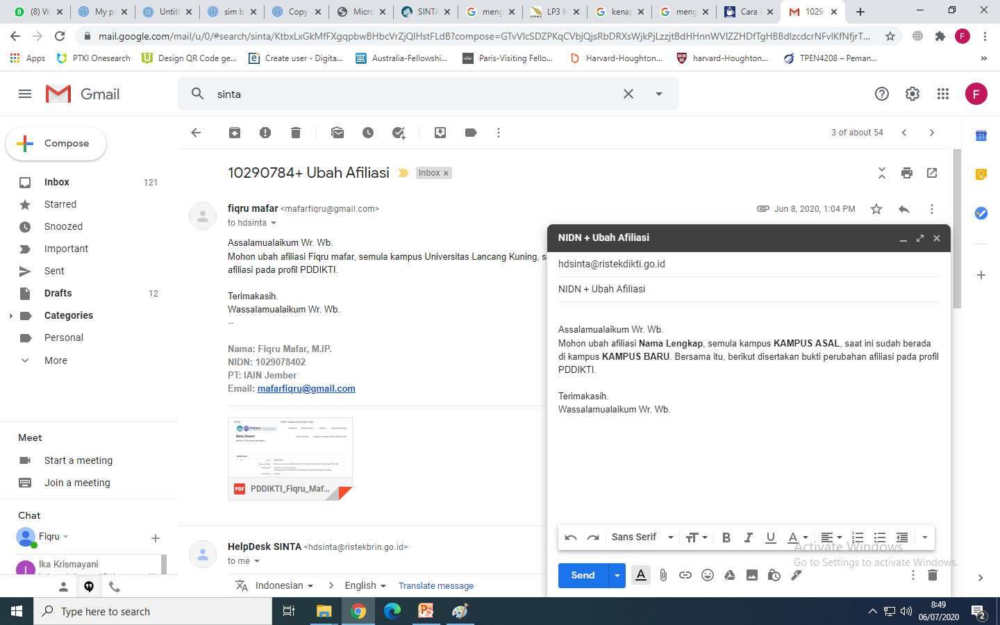 (8) W
My p
Untit
sim b
Copy
Micro
SINTA
meng
LP3 I
kenap
meng
Cara
1029
mail.google.com/mail/u/0/#search/sinta/KtbxLxGkMfFXgqpbwBHbcVrZjQlHstFLdB?compose=GTvVlcSDZPKqCVbjQjsRbDRXsWjkPjLzzjtBdHHnnWVlZZHDfTgHBBdlzcdcrNFvlKfNfjrT...
F
Apps
PTKI Onesearch
Design QR Code ge...
Create user - Digita...
Australia-Fellowshi...
Paris-Visiting Fello...
Harvard-Houghton...
harvard-Houghton...
TPEN4208 – Peman...
Gmail
sinta
F
Compose
3 of about 54
Inbox 121
Starred
Snoozed
Important
Sent
Drafts 12
Categories
Personal
More
Meet
Start a meeting
Join a meeting
Chat
Fiqru
Ika Krismayani
10290784+ Ubah Afiliasi
Inbox ×
fiqru mafar <mafarfiqru@gmail.com>
Jun 8, 2020, 1:04 PM
to hdsinta
Assalamualaikum Wr. Wb.
Mohon ubah afiliasi Fiqru mafar, semula kampus Universitas Lancang Kuning, sa
afiliasi pada profil PDDIKTI.
Terimakasih.
Wassalamualaikum Wr. Wb.
--
Nama: Fiqru Mafar, M.IP.
NIDN: 1029078402
PT: IAIN Jember
Email: mafarfiqru@gmail.com
Data Dosen
PDF PDDIKTI_Fiqru_Maf...
HelpDesk SINTA <hdsinta@ristekbrin.go.id>
to me
Indonesian > English Translate message
NIDN + Ubah Afiliasi
hdsinta@ristekdikti.go.id
NIDN + Ubah Afiliasi
Assalamualaikum Wr. Wb.
Mohon ubah afiliasi Nama Lengkap, semula kampus KAMPUS ASAL, saat ini sudah berada
di kampus KAMPUS BARU. Bersama itu, berikut disertakan bukti perubahan afiliasi pada profil
PDDIKTI.
Terimakasih.
Wassalamualaikum Wr. Wb.
Sans Serif
Send
Activate Windows
Go to Settings to activate Windows.
31
Type here to search
8:49
06/07/2020
2